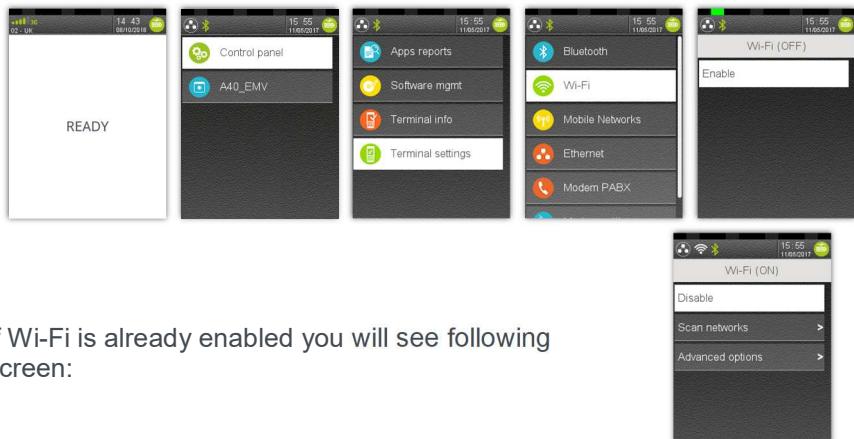 3G
14 43
02 - UK
08/10/2018
READY
15 55
11/05/2017
Control panel
A40_EMV
15:55
11/05/2017
Apps reports
Software mgmt
Terminal info
Terminal settings
15 55
11/05/2017
Bluetooth
Wi-Fi
Mobile Networks
Ethernet
Modem PABX
15:55
11/05/2017
Wi-Fi (OFF)
Enable
15:55
11/05/2017
Wi-Fi (ON)
Disable
Scan networks >
Advanced options >
Wi-Fi is already enabled you will see following
creen: